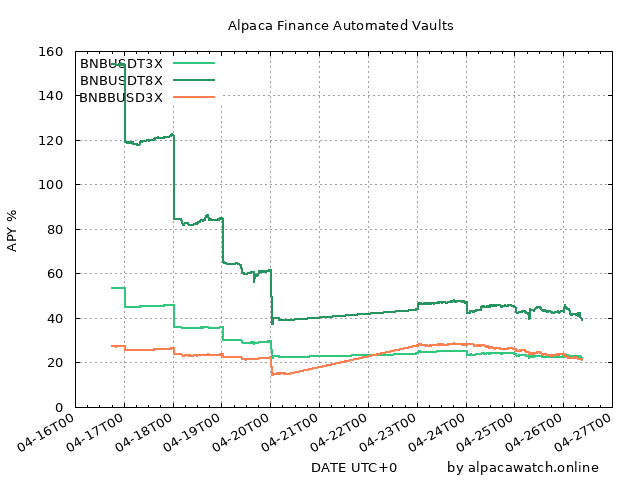 Alpaca Finance Automated Vaults
BNBUSDT3X
BNBUSDT8X
BNBBUSD3X
APY %
160
140
120
100
80
60
40
20
0
04-16T00
04-17T00
04-18T00
04-19T00
04-20T00
04-21T00
04-22T00
04-23T00
04-24T00
04-25T00
04-26T00
04-27T00
DATE UTC+0
by alpacawatch.online